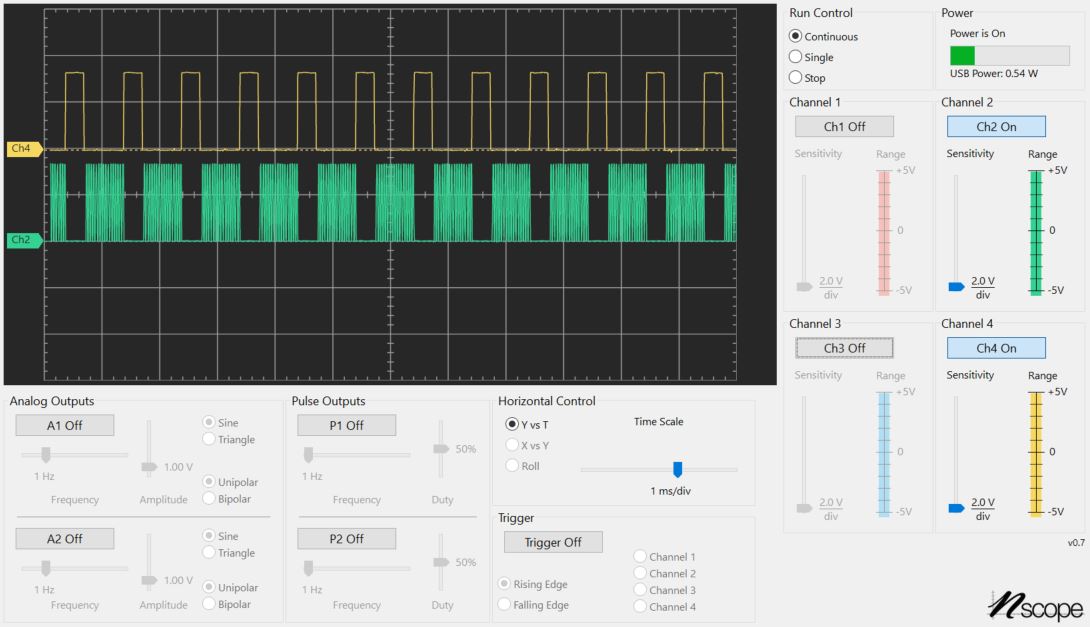 Ch4
Ch2
Run Control
Continuous
Single
Stop
Power
Power is On
USB Power: 0.54 W
Channel 1
Ch1 Off
Sensitivity
Range
+5V
0
-5V
2.0 V
div
Channel 2
Ch2 On
Sensitivity
Range
+5V
0
-5V
2.0 V
div
Channel 3
Ch3 Off
Sensitivity
Range
+5V
0
-5V
2.0 V
div
Channel 4
Ch4 On
Sensitivity
Range
+5V
0
-5V
2.0 V
div
Analog Outputs
A1 Off
Sine
Triangle
1.00 V
Unipolar
Bipolar
1 Hz
Frequency
Amplitude
A2 Off
Sine
Triangle
1.00 V
Unipolar
Bipolar
1 Hz
Frequency
Amplitude
Pulse Outputs
P1 Off
50%
1 Hz
Frequency
Duty
P2 Off
50%
1 Hz
Frequency
Duty
Horizontal Control
Y vs T
X vs Y
Roll
Time Scale
1 ms/div
Trigger
Trigger Off
Rising Edge
Falling Edge
Channel 1
Channel 2
Channel 3
Channel 4
v0.7
nscope